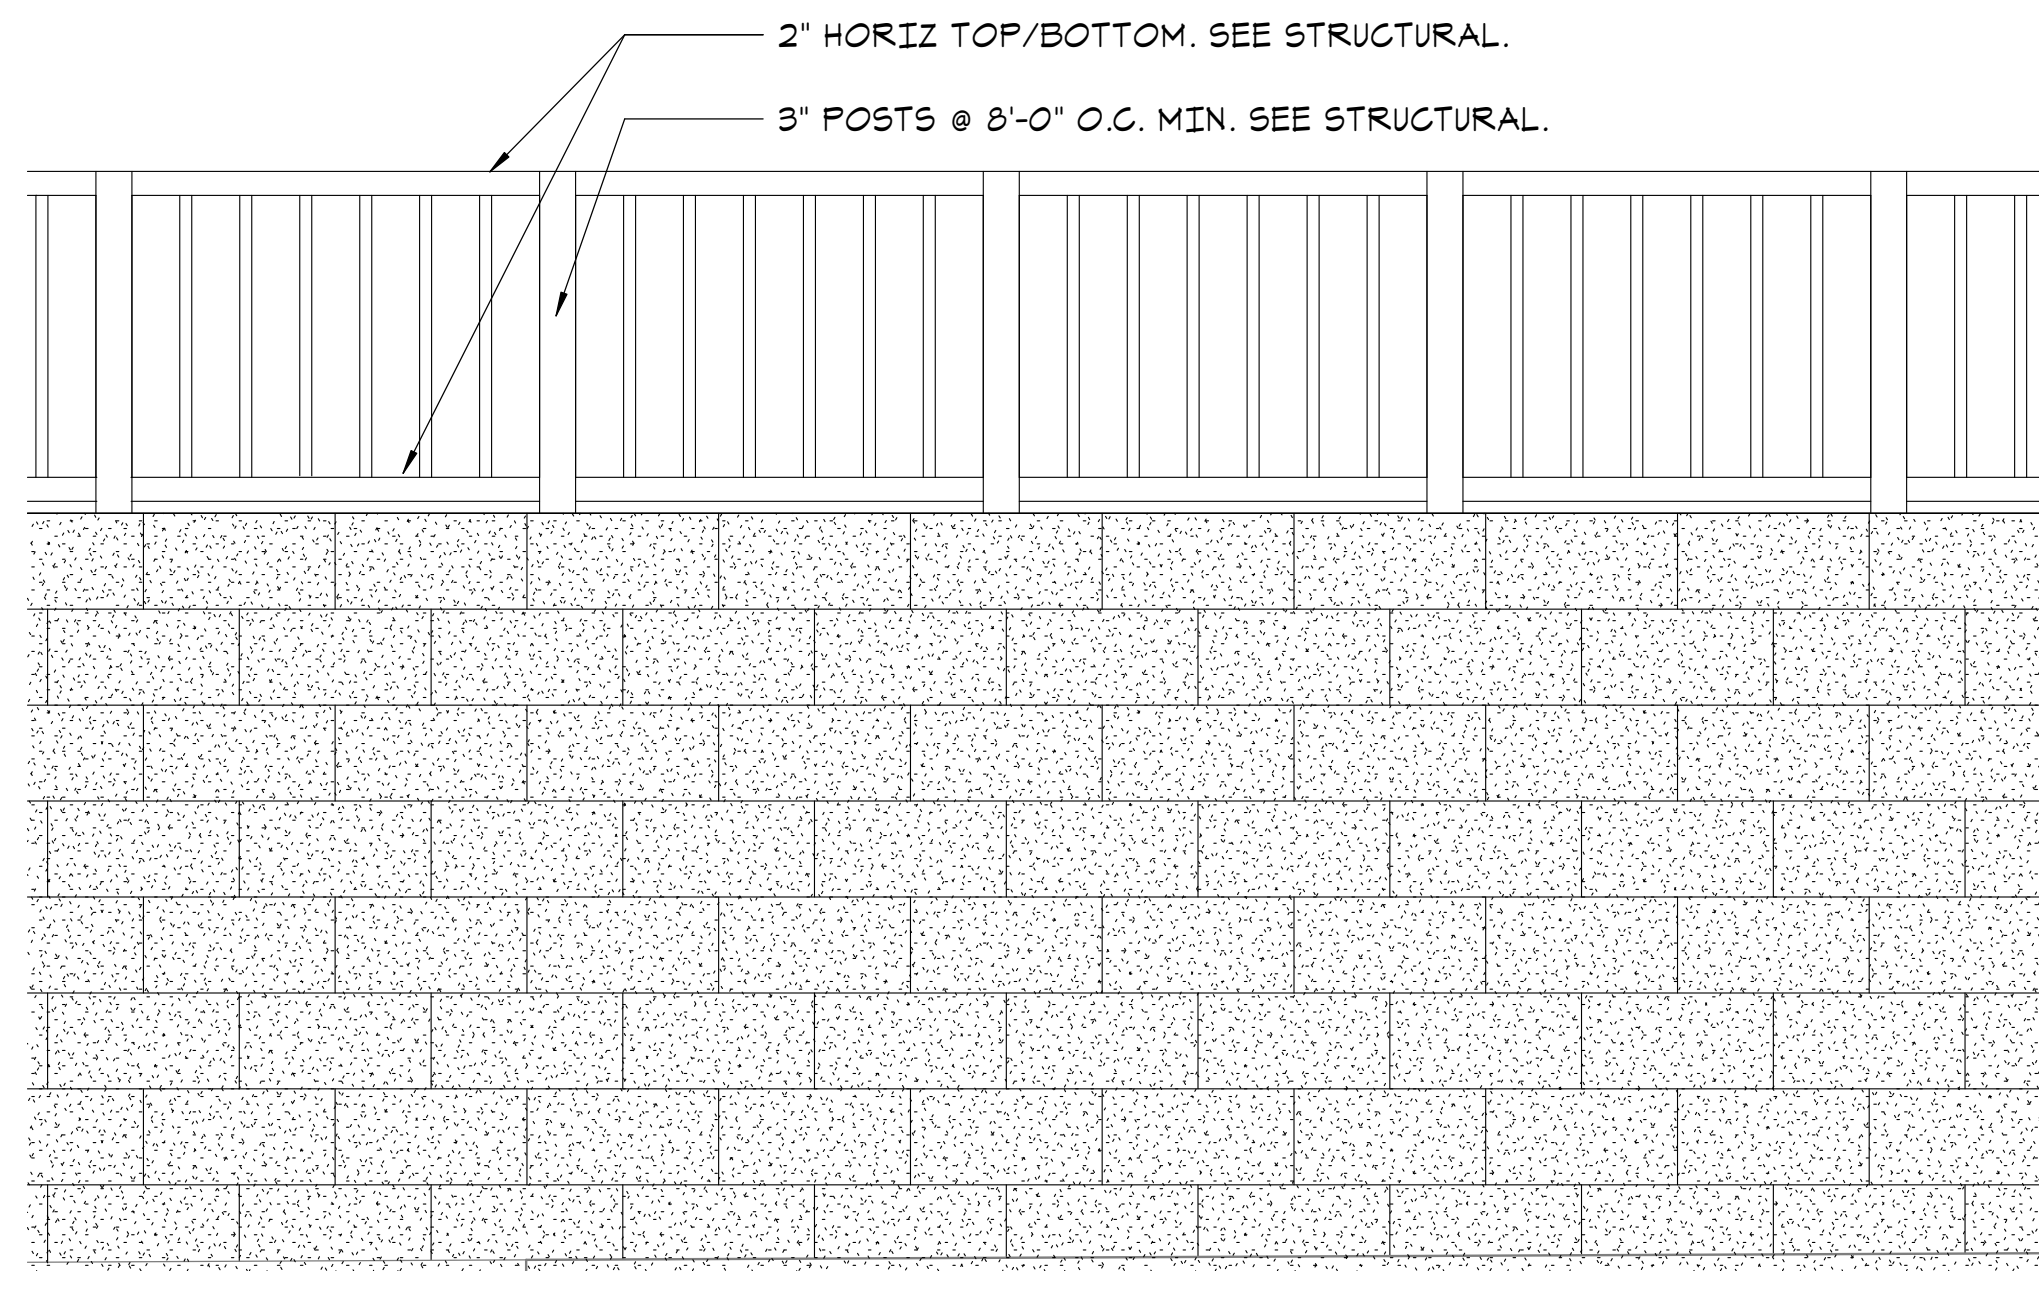 2" HORIZ TOP/BOTTOM. SEE STRUCTURAL.
3" POSTS @ 8'-0" O.C. MIN. SEE STRUCTURAL.